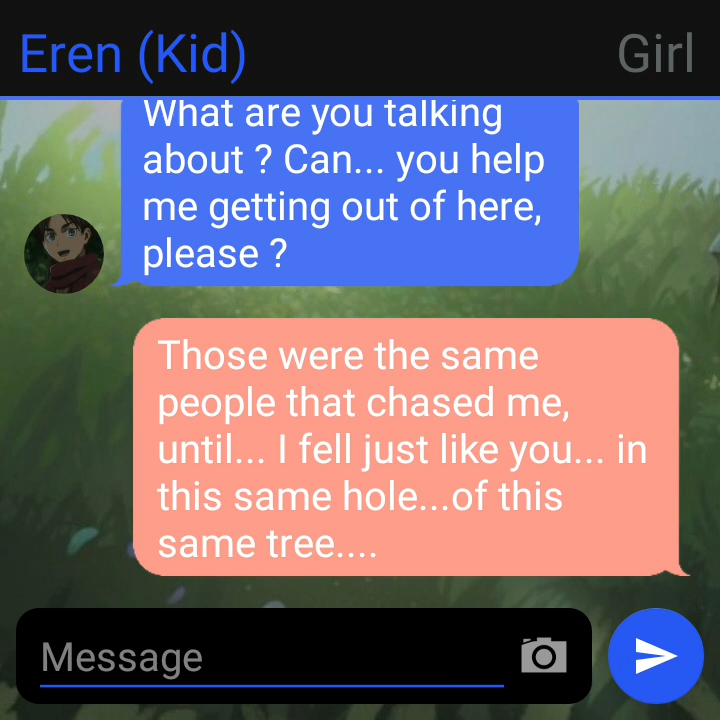 Eren (Kid) Girl
What are you talking
about ? Can... you help
me getting out of here,
please ?
Those were the same
people that chased me,
until... I fell just like you... in
this same hole...of this
same tree....
Message